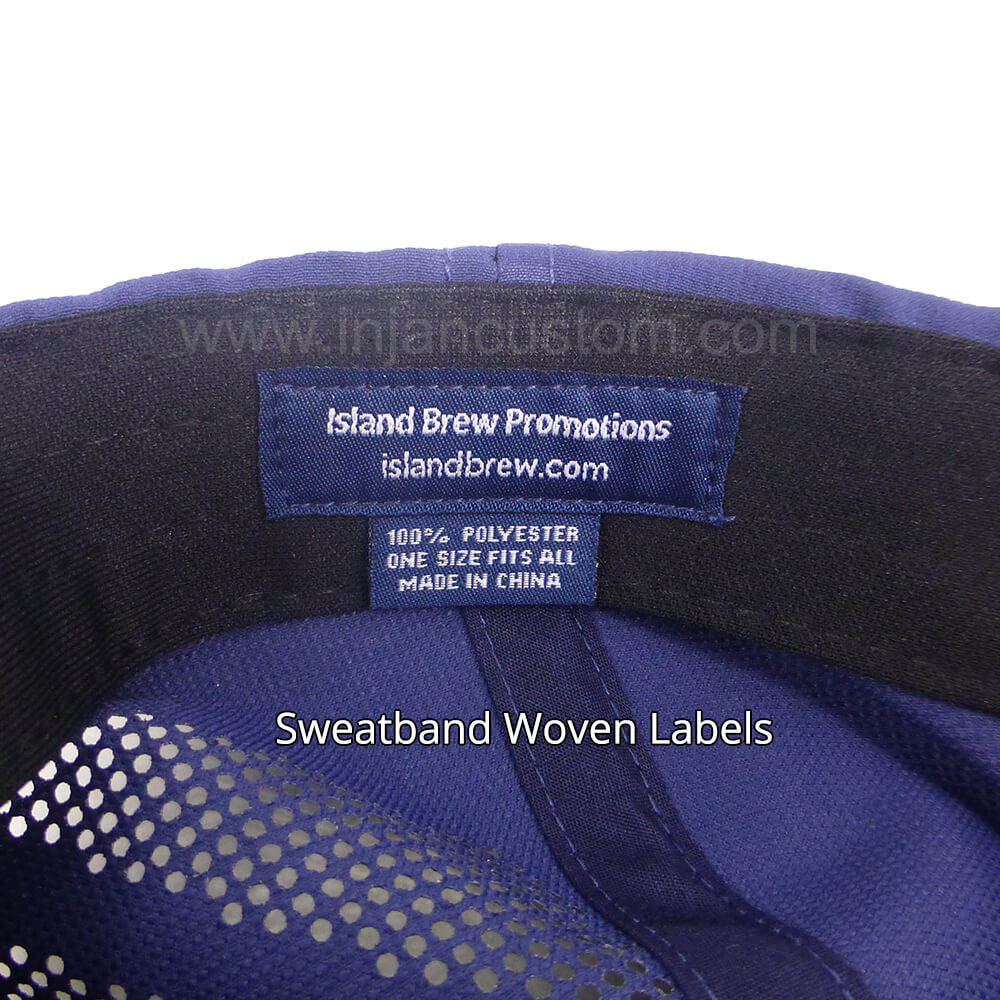 www.injancustom.com
Island Brew Promotions
islandbrew.com
100% POLYESTER
ONE SIZE FITS ALL
MADE IN CHINA
Sweatband Woven Labels